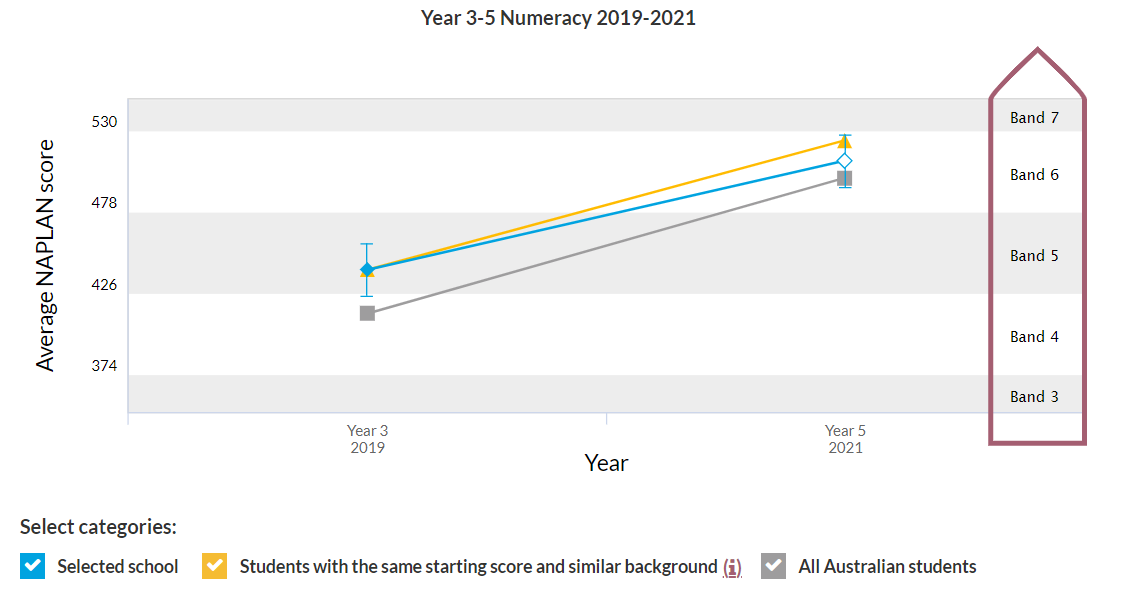 Year 3-5 Numeracy 2019-2021
Average NAPLAN score
530
478
426
374
Band 7
Band 6
Band 5
Band 4
Band 3
Year 3
2019
Year 5
2021
Year
Select categories:
Selected school
Students with the same starting score and similar background (i)
All Australian students